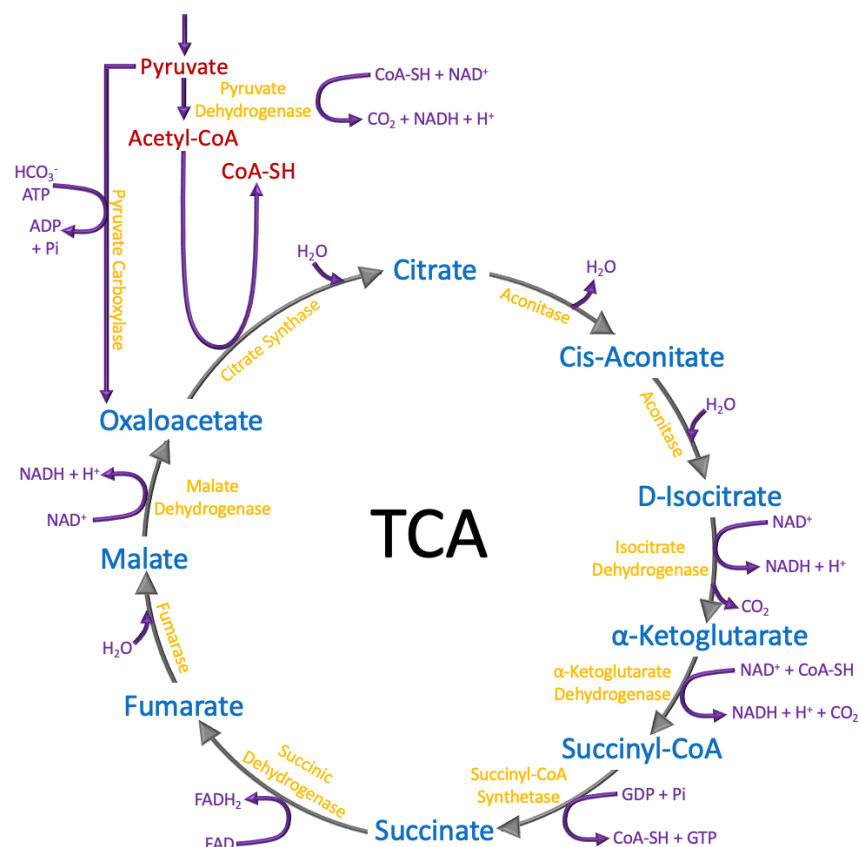 Pyruvate
Pyruvate
Dehydrogenase
CoA-SH + NAD⁺
CO₂ + NADH + H⁺
Acetyl-CoA
CoA-SH
HCO₃⁻
ATP
ADP
+ Pi
Pyruvate Carboxylase
H₂O
Citrate
Citrate Synthase
Aconitase
H₂O
Cis-Aconitate
Aconitase
H₂O
Oxaloacetate
NADH + H⁺
NAD⁺
Malate
Dehydrogenase
TCA
D-Isocitrate
Isocitrate
Dehydrogenase
NAD⁺
NADH + H⁺
CO₂
Malate
α-Ketoglutarate
H₂O
Fumarase
α-Ketoglutarate
Dehydrogenase
NAD⁺ + CoA-SH
NADH + H⁺ + CO₂
Fumarate
Succinyl-CoA
Succinic
Dehydrogenase
Succinyl-CoA
Synthetase
GDP + Pi
CoA-SH + GTP
FADH₂
FAD
Succinate